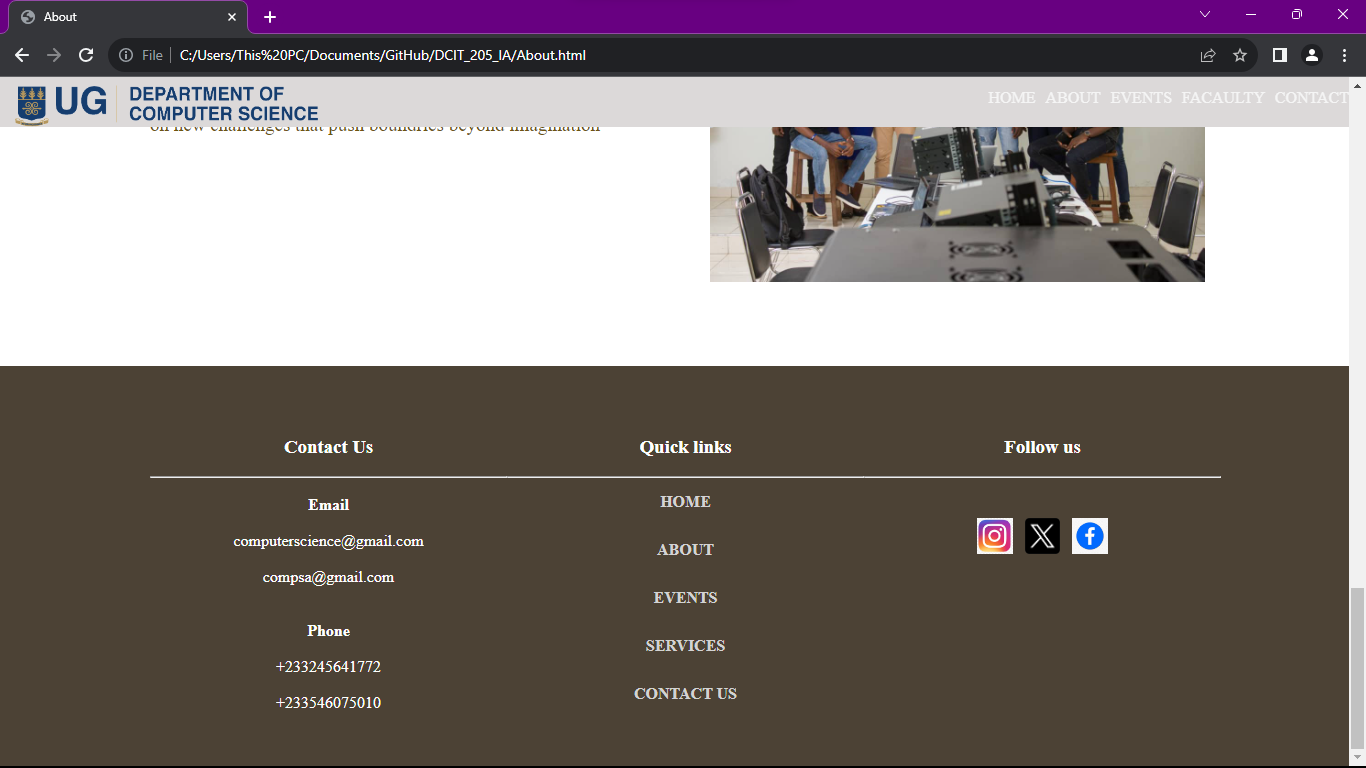 About
File C:/Users/This%20PC/Documents/GitHub/DCIT_205_IA/About.html
UG DEPARTMENT OF
COMPUTER SCIENCE
HOME ABOUT EVENTS FACAULTY CONTACT
on new challenges that push boundries beyond imagination
Contact Us
Email
computerscience@gmail.com
compsa@gmail.com
Phone
+233245641772
+233546075010
Quick links
HOME
ABOUT
EVENTS
SERVICES
CONTACT US
Follow us